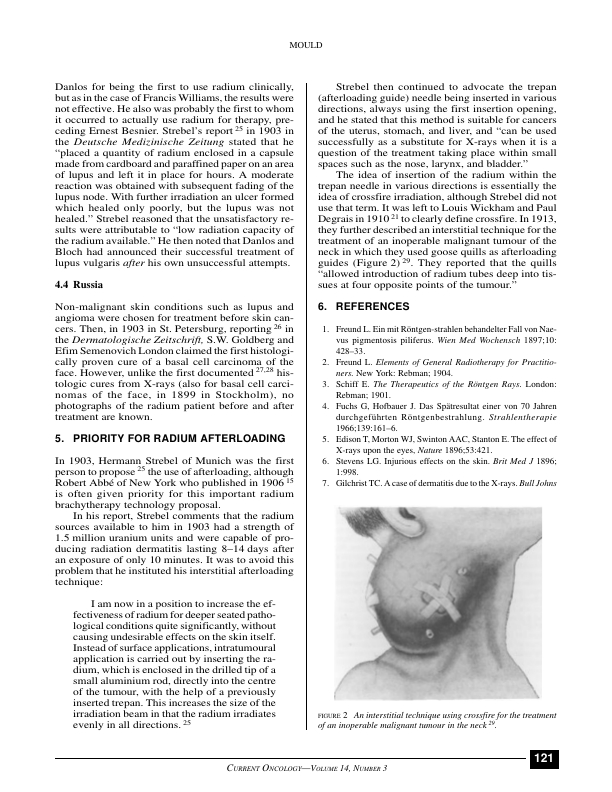 MOULD
Danlos for being the first to use radium clinically,
but as in the case of Francis Williams, the results were
not effective. He also was probably the first to whom
it occurred to actually use radium for therapy, pre-
ceding Ernest Besnier. Strebel’s report 25 in 1903 in
the Deutsche Medizinische Zeitung stated that he
“placed a quantity of radium enclosed in a capsule
made from cardboard and paraffined paper on an area
of lupus and left it in place for hours. A moderate
reaction was obtained with subsequent fading of the
lupus node. With further irradiation an ulcer formed
which healed only poorly, but the lupus was not
healed.” Strebel reasoned that the unsatisfactory re-
sults were attributable to “low radiation capacity of
the radium available.” He then noted that Danlos and
Bloch had announced their successful treatment of
lupus vulgaris after his own unsuccessful attempts.
4.4 Russia
Non-malignant skin conditions such as lupus and
angioma were chosen for treatment before skin can-
cers. Then, in 1903 in St. Petersburg, reporting 26 in
the Dermatologische Zeitschrift, S.W. Goldberg and
Efim Semenovich London claimed the first histologi-
cally proven cure of a basal cell carcinoma of the
face. However, unlike the first documented 27,28 his-
tologic cures from X-rays (also for basal cell carci-
nomas of the face, in 1899 in Stockholm), no
photographs of the radium patient before and after
treatment are known.
5. PRIORITY FOR RADIUM AFTERLOADING
In 1903, Hermann Strebel of Munich was the first
person to propose 25 the use of afterloading, although
Robert Abbé of New York who published in 1906 15
is often given priority for this important radium
brachytherapy technology proposal.
In his report, Strebel comments that the radium
sources available to him in 1903 had a strength of
1.5 million uranium units and were capable of pro-
ducing radiation dermatitis lasting 8–14 days after
an exposure of only 10 minutes. It was to avoid this
problem that he instituted his interstitial afterloading
technique:
I am now in a position to increase the ef-
fectiveness of radium for deeper seated patho-
logical conditions quite significantly, without
causing undesirable effects on the skin itself.
Instead of surface applications, intratumoural
application is carried out by inserting the ra-
dium, which is enclosed in the drilled tip of a
small aluminium rod, directly into the centre
of the tumour, with the help of a previously
inserted trepan. This increases the size of the
irradiation beam in that the radium irradiates
evenly in all directions. 25
Strebel then continued to advocate the trepan
(afterloading guide) needle being inserted in various
directions, always using the first insertion opening,
and he stated that this method is suitable for cancers
of the uterus, stomach, and liver, and “can be used
successfully as a substitute for X-rays when it is a
question of the treatment taking place within small
spaces such as the nose, larynx, and bladder.”
The idea of insertion of the radium within the
trepan needle in various directions is essentially the
idea of crossfire irradiation, although Strebel did not
use that term. It was left to Louis Wickham and Paul
Degrais in 1910 21 to clearly define crossfire. In 1913,
they further described an interstitial technique for the
treatment of an inoperable malignant tumour of the
neck in which they used goose quills as afterloading
guides (Figure 2) 29. They reported that the quills
“allowed introduction of radium tubes deep into tis-
sues at four opposite points of the tumour.”
6. REFERENCES
1. Freund L. Ein mit Röntgen-strahlen behandelter Fall von Nae-
vus pigmentosis piliferus. Wien Med Wochensch 1897;10:
428–33.
2. Freund L. Elements of General Radiotherapy for Practitio-
ners. New York: Rebman; 1904.
3. Schiff E. The Therapeutics of the Röntgen Rays. London:
Rebman; 1901.
4. Fuchs G, Hofbauer J. Das Spätresultat einer von 70 Jahren
durchgeführten Röntgenbestrahlung. Strahlentherapie
1966;139:161–6.
5. Edison T, Morton WJ, Swinton AAC, Stanton E. The effect of
X-rays upon the eyes, Nature 1896;53:421.
6. Stevens LG. Injurious effects on the skin. Brit Med J 1896;
1:998.
7. Gilchrist TC. A case of dermatitis due to the X-rays. Bull Johns
FIGURE 2 An interstitial technique using crossfire for the treatment
of an inoperable malignant tumour in the neck 29.
CURRENT ONCOLOGY—VOLUME 14, NUMBER 3
121